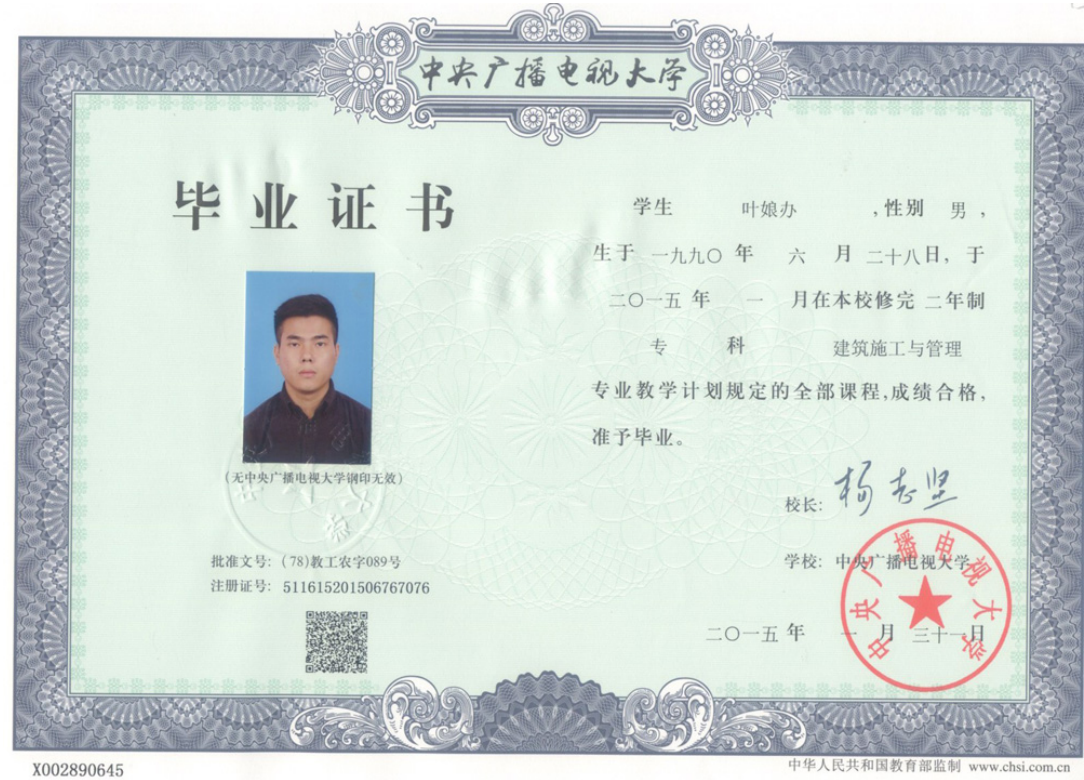 中央广播电视大学
毕业证书
学生 叶娘办 ，性别 男 ，
生于 一九九〇 年 六 月 二十八日，于
二〇一五 年 一 月在本校修完 二年制
专 科 建筑施工与管理
专业教学计划规定的全部课程,成绩合格,
准予毕业。
(无中央广播电视大学钢印无效)
校长: 杨志坚
批准文号: (78)教工农字089号
注册证号: 511615201506767076
学校: 中央广播电视大学
二〇一五 年 一 月 三十一日
中央广播电视大学
X002890645
中华人民共和国教育部监制 www.chsi.com.cn